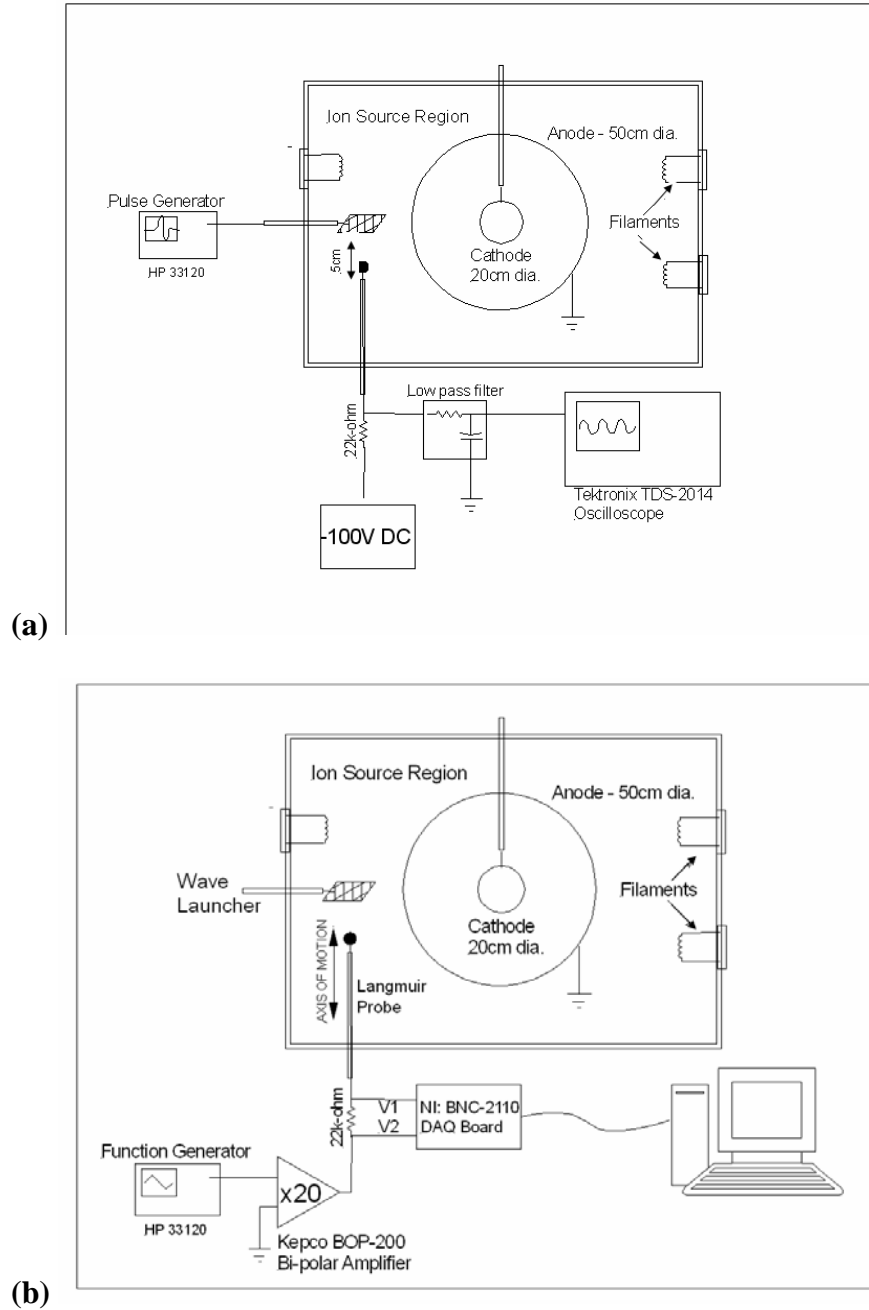 Ion Source Region
Anode - 50cm dia.
Pulse Generator
HP 33120
.5cm
Cathode
20cm dia.
Filaments
Low pass filter
22k-ohm
-100V DC
Tektronix TDS-2014
Oscilloscope
(a)
Ion Source Region
Anode - 50cm dia.
Wave
Launcher
Cathode
20cm dia.
Filaments
AXIS OF MOTION
Langmuir
Probe
22k-ohm
V1
V2
NI: BNC-2110
DAQ Board
Function Generator
HP 33120
x20
Kepco BOP-200
Bi-polar Amplifier
(b)